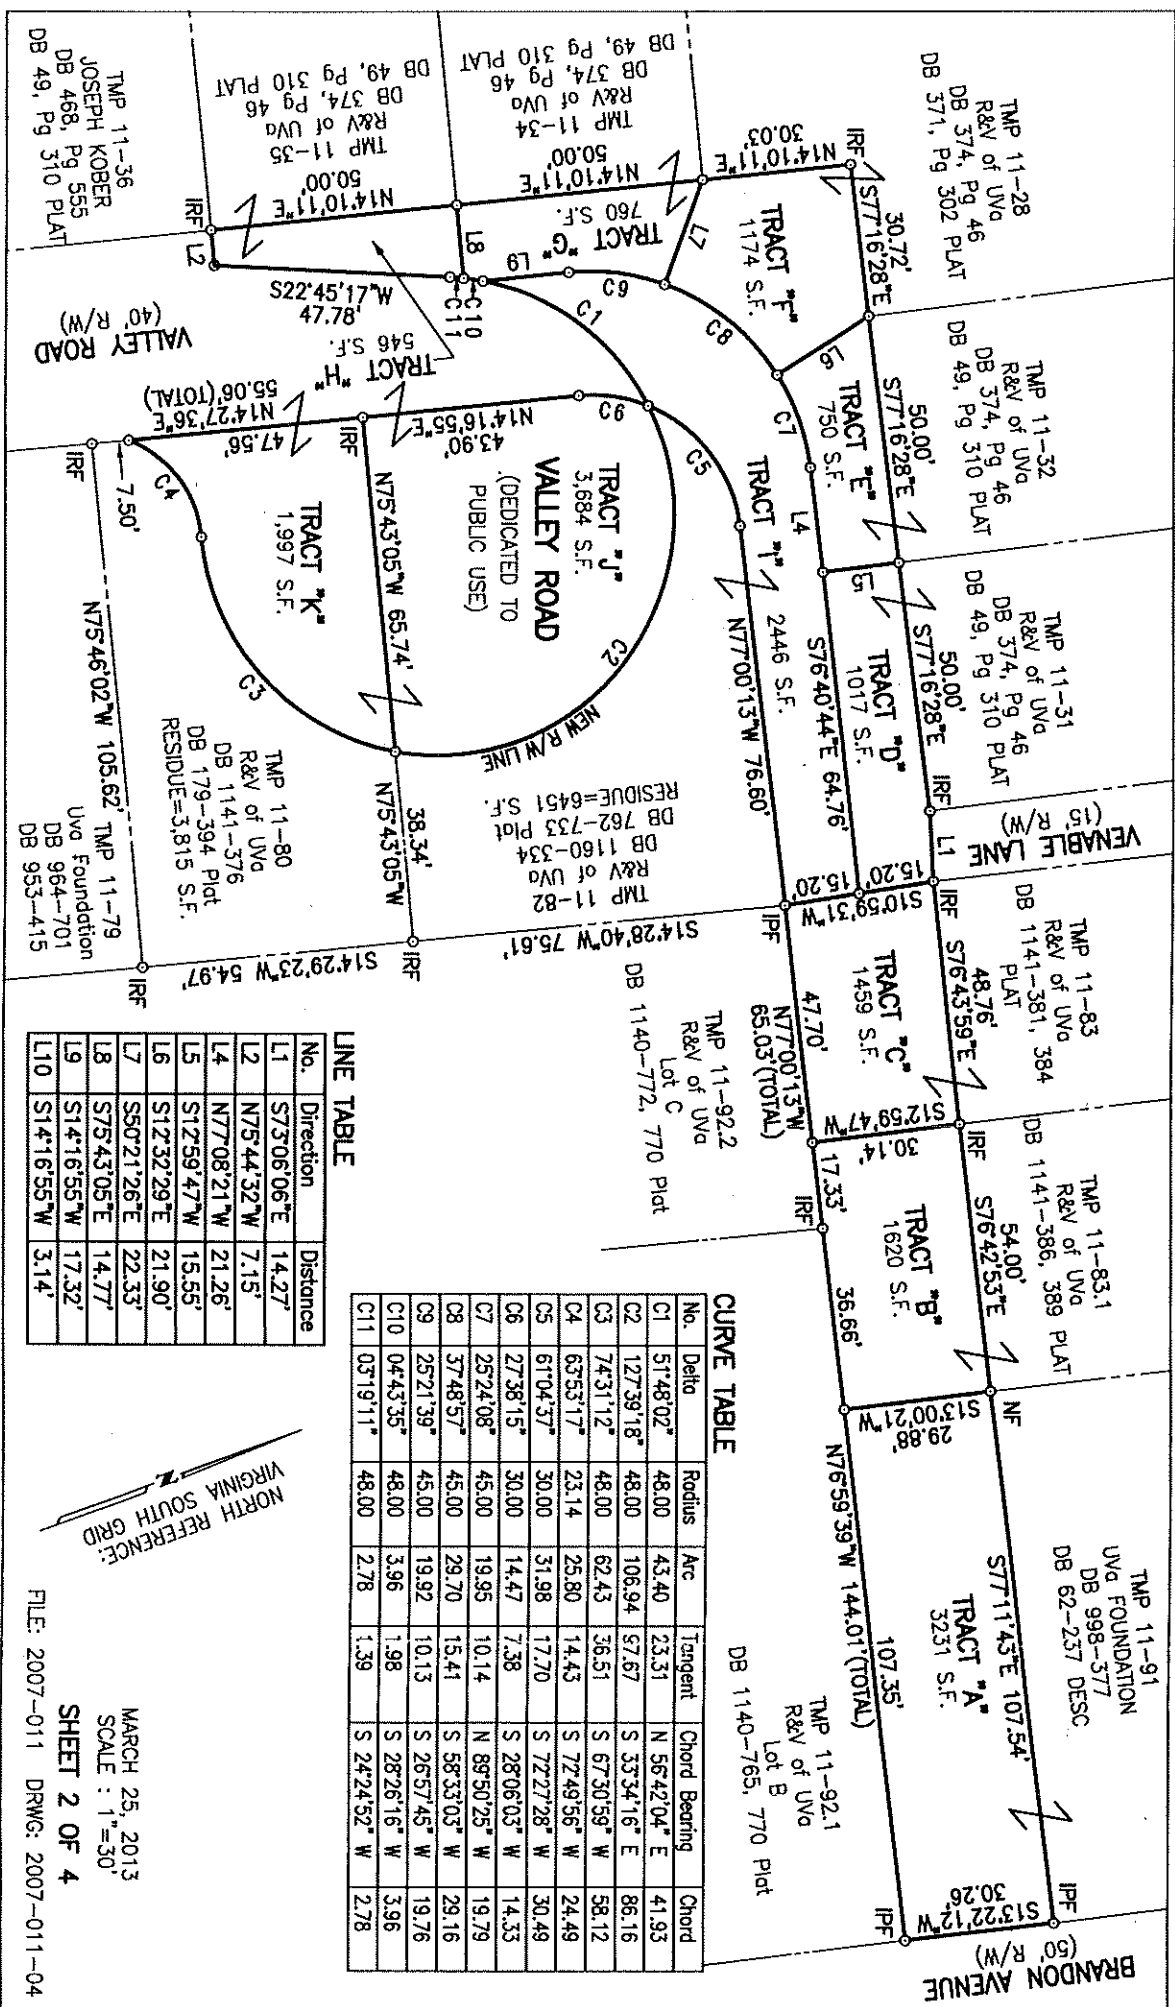 TMP 11-28
R&V of UVa
DB 374, Pg 46
DB 371, Pg 302 PLAT
TMP 11-32
R&V of UVa
DB 374, Pg 46
DB 49, Pg 310 PLAT
TMP 11-31
R&V of UVa
DB 374, Pg 46
DB 49, Pg 310 PLAT
VENABLE LANE
(15' R/W)
TMP 11-83
R&V of UVa
DB 1141-381, 384
PLAT
TMP 11-83.1
R&V of UVa
DB 1141-386, 389 PLAT
TMP 11-91
UVa FOUNDATION
DB 998-377
DB 62-237 DESC
BRANDON AVENUE
(50' R/W)
IRF
30.72'
S77°16'28"E
50.00'
S77°16'28"E
50.00'
S77°16'28"E
IRF
L1
IRF
48.76'
S76°43'59"E
IRF
54.00'
S76°42'53"E
NF
S77°11'43"E 107.54'
IPF
S13°22'12"W
30.26'
IPF
N14°10'11"E
30.03'
TRACT "F"
1174 S.F.
L6
TRACT "E"
750 S.F.
L5
TRACT "D"
1017 S.F.
S10°59'31"W
15.20'
15.20'
TRACT "C"
1459 S.F.
S12°59'47"W
30.14'
TRACT "B"
1620 S.F.
S13°00'21"W
29.88'
TRACT "A"
3231 S.F.
L7
C8
C7
L4
S76°40'44"E 64.76'
TRACT "I" 2446 S.F.
N77°00'13"W 76.60'
IPF
47.70'
N77°00'13"W
65.03'(TOTAL)
17.33'
IRF
36.66'
N76°59'39"W 144.01'(TOTAL)
107.35'
TMP 11-34
R&V of UVa
DB 374, Pg 46
DB 49, Pg 310 PLAT
N14°10'11"E
50.00'
TRACT "G"
760 S.F.
L9
C9
L8
C10
C11
C1
C6
C5
TMP 11-35
R&V of UVa
DB 374, Pg 46
DB 49, Pg 310 PLAT
N14°10'11"E
50.00'
IRF
L2
S22°45'17"W
47.78'
TRACT "H"
546 S.F.
TMP 11-36
JOSEPH KOBER
DB 468, Pg 555
DB 49, Pg 310 PLAT
VALLEY ROAD
(40' R/W)
N14°16'55"E
43.90'
TRACT "J"
3,684 S.F.
VALLEY ROAD
(DEDICATED TO
PUBLIC USE)
C2
NEW R/W LINE
TMP 11-82
R&V of UVa
DB 1160-334
DB 762-733 Plat
RESIDUE=6451 S.F.
S14°28'40"W 75.61'
TMP 11-92.2
R&V of UVa
Lot C
DB 1140-772, 770 Plat
TMP 11-92.1
R&V of UVa
Lot B
DB 1140-765, 770 Plat
N14°27'36"E
55.06'(TOTAL)
47.56'
IRF
N75°43'05"W 65.74'
38.34'
N75°43'05"W
IRF
TRACT "K"
1,997 S.F.
C4
C3
7.50'
IRF
TMP 11-80
R&V of UVa
DB 1141-376
DB 179-394 Plat
RESIDUE=3,815 S.F.
S14°29'23"W 54.97'
N75°46'02"W 105.62'
IRF
TMP 11-79
Uva Foundation
DB 964-701
DB 953-415
LINE TABLE
No. Direction Distance
L1 S73°06'06"E 14.27'
L2 N75°44'32"W 7.15'
L4 N77°08'21"W 21.26'
L5 S12°59'47"W 15.55'
L6 S12°32'29"E 21.90'
L7 S50°21'26"E 22.33'
L8 S75°43'05"E 14.77'
L9 S14°16'55"W 17.32'
L10 S14°16'55"W 3.14'
CURVE TABLE
No. Delta Radius Arc Tangent Chord Bearing Chord
C1 51°48'02" 48.00 43.40 23.31 N 56°42'04" E 41.93
C2 127°39'18" 48.00 106.94 97.67 S 33°34'16" E 86.16
C3 74°31'12" 48.00 62.43 36.51 S 67°30'59" W 58.12
C4 63°53'17" 23.14 25.80 14.43 S 72°49'56" W 24.49
C5 61°04'37" 30.00 31.98 17.70 S 72°27'28" W 30.49
C6 27°38'15" 30.00 14.47 7.38 S 28°06'03" W 14.33
C7 25°24'08" 45.00 19.95 10.14 N 89°50'25" W 19.79
C8 37°48'57" 45.00 29.70 15.41 S 58°33'03" W 29.16
C9 25°21'39" 45.00 19.92 10.13 S 26°57'45" W 19.76
C10 04°43'35" 48.00 3.96 1.98 S 28°26'16" W 3.96
C11 03°19'11" 48.00 2.78 1.39 S 24°24'52" W 2.78
NORTH REFERENCE:
VIRGINIA SOUTH GRID
N
MARCH 25, 2013
SCALE : 1"=30'
SHEET 2 OF 4
FILE: 2007-011 DRWG: 2007-011-04